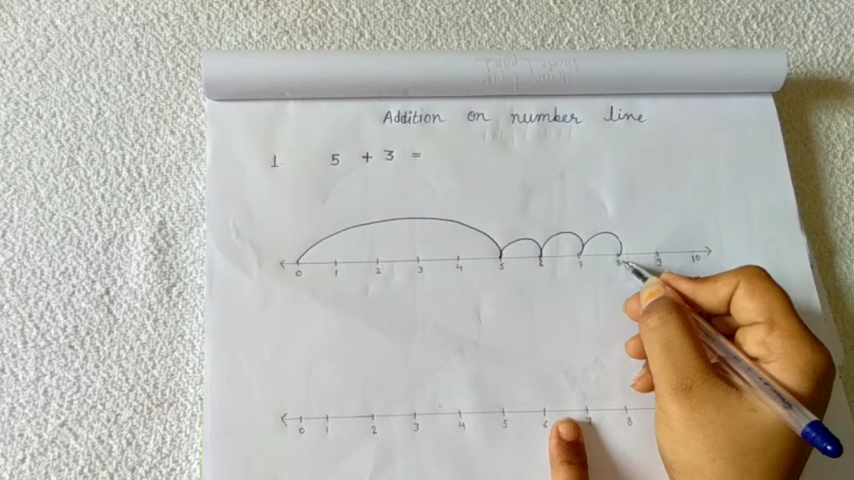 Addition on number line
1. 5 + 3 =
0 1 2 3 4 5 6 7 8 9 10
0 1 2 3 4 5 6 7 8